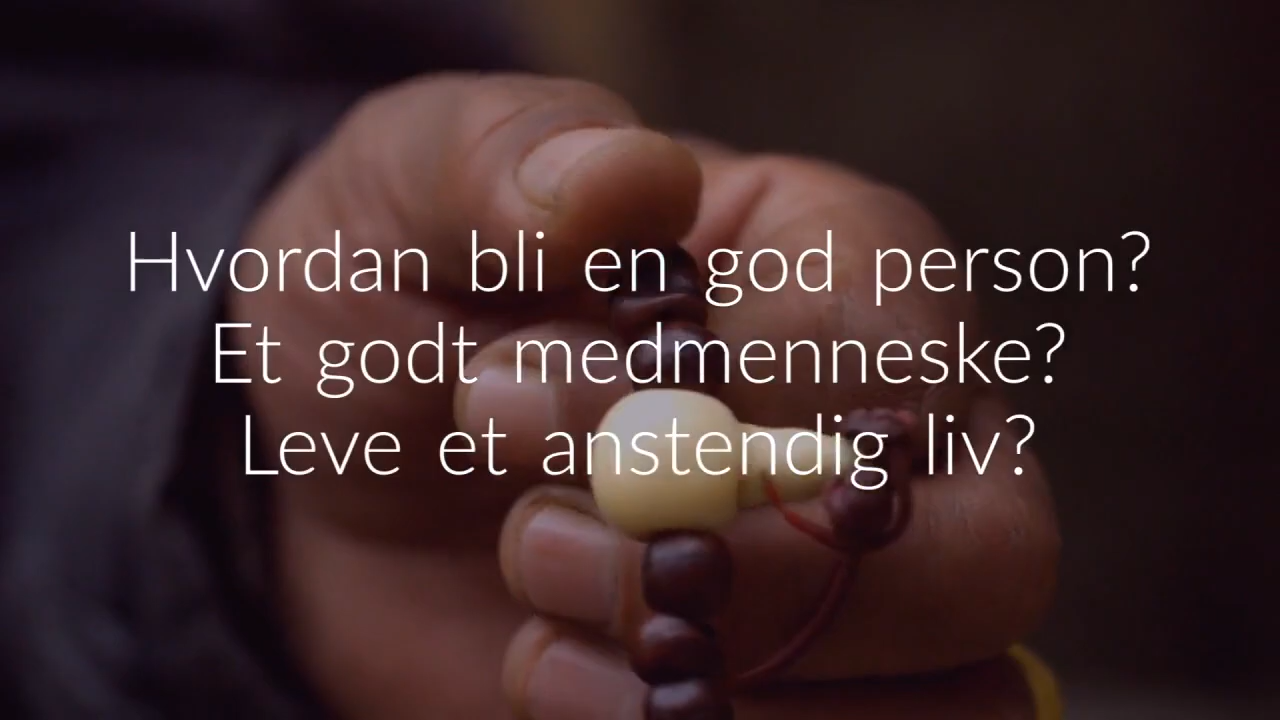 Hvordan bli en god person?
Et godt medmenneske?
Leve et anstendig liv?